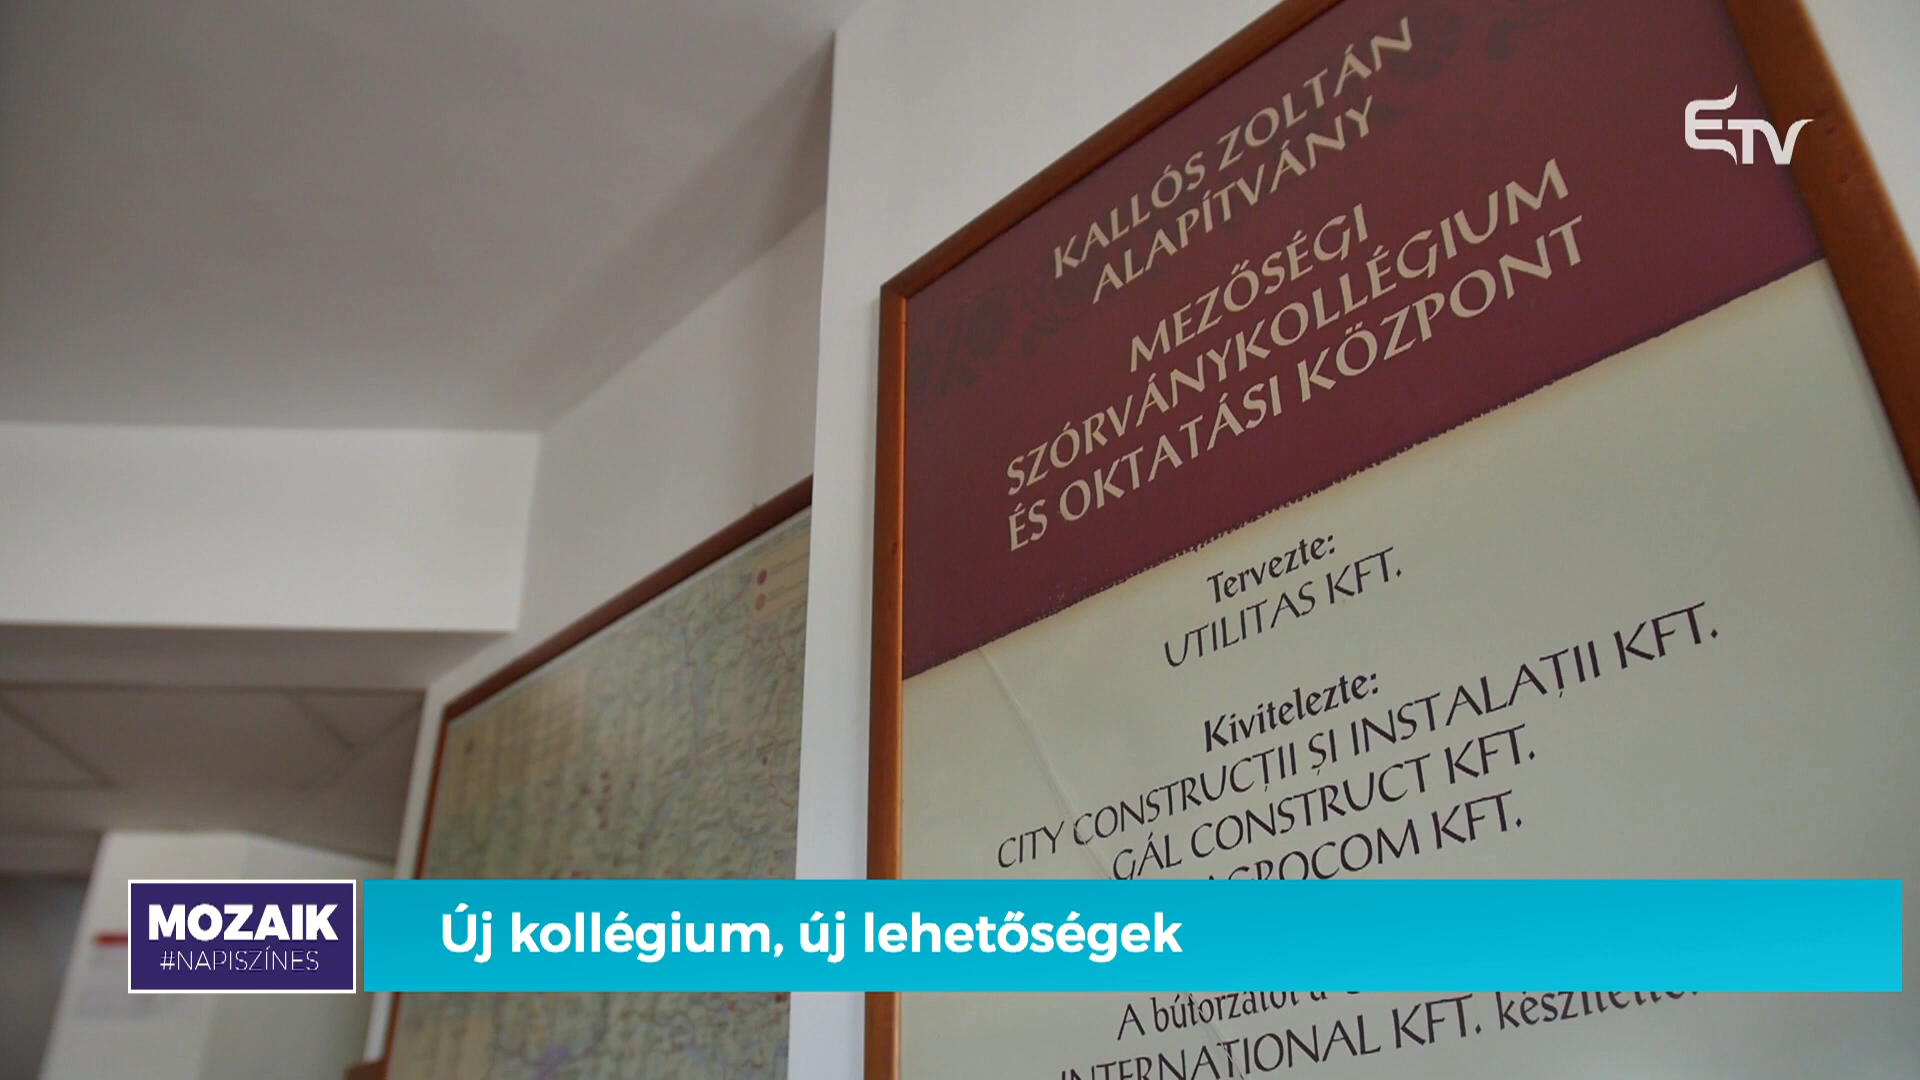 ETV
KALLÓS ZOLTÁN
ALAPÍTVÁNY
MEZŐSÉGI
SZÓRVÁNYKOLLÉGIUM
ÉS OKTATÁSI KÖZPONT
Tervezte:
UTILITAS KFT.
Kivitelezte:
CITY CONSTRUCȚII ȘI INSTALAȚII KFT.
GÁL CONSTRUCT KFT.
KFT.
A bútorzatot a
INTERNATIONAL KFT. készítette.
MOZAIK
#NAPISZÍNES
Új kollégium, új lehetőségek